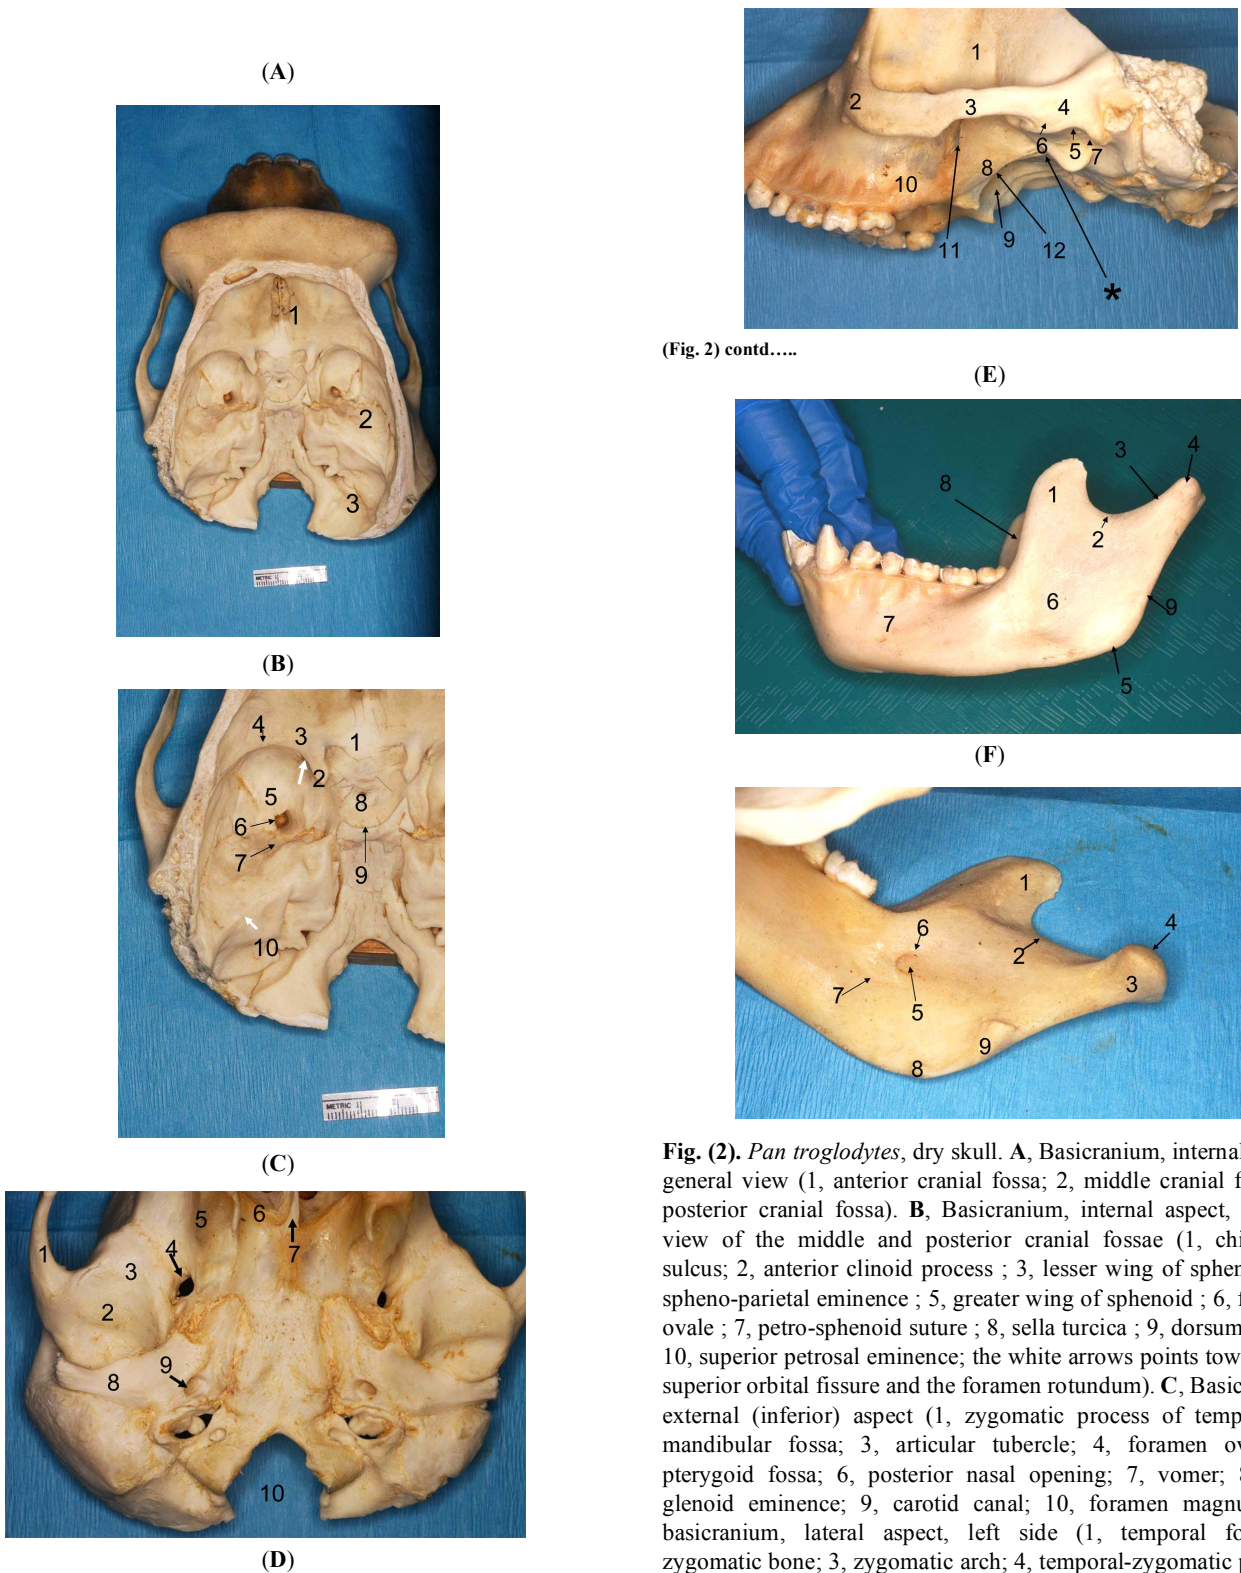 (A)
1
2
3
METRIC
(B)
4
3
1
2
5
8
6
7
9
10
METRIC
(C)
5
6
4
7
1
3
2
9
8
10
(D)
1
2
3
4
6
5
7
8
10
11
9
12
*
(Fig. 2) contd…..
(E)
4
3
8
1
2
6
9
7
5
(F)
1
6
4
2
3
7
5
9
8
Fig. (2). Pan troglodytes, dry skull. A, Basicranium, internal
general view (1, anterior cranial fossa; 2, middle cranial f
posterior cranial fossa). B, Basicranium, internal aspect,
view of the middle and posterior cranial fossae (1, chi
sulcus; 2, anterior clinoid process ; 3, lesser wing of sphen
spheno-parietal eminence ; 5, greater wing of sphenoid ; 6, f
ovale ; 7, petro-sphenoid suture ; 8, sella turcica ; 9, dorsum
10, superior petrosal eminence; the white arrows points tow
superior orbital fissure and the foramen rotundum). C, Basic
external (inferior) aspect (1, zygomatic process of temp
mandibular fossa; 3, articular tubercle; 4, foramen ov
pterygoid fossa; 6, posterior nasal opening; 7, vomer; 8
glenoid eminence; 9, carotid canal; 10, foramen magnu
basicranium, lateral aspect, left side (1, temporal fo
zygomatic bone; 3, zygomatic arch; 4, temporal-zygomatic p